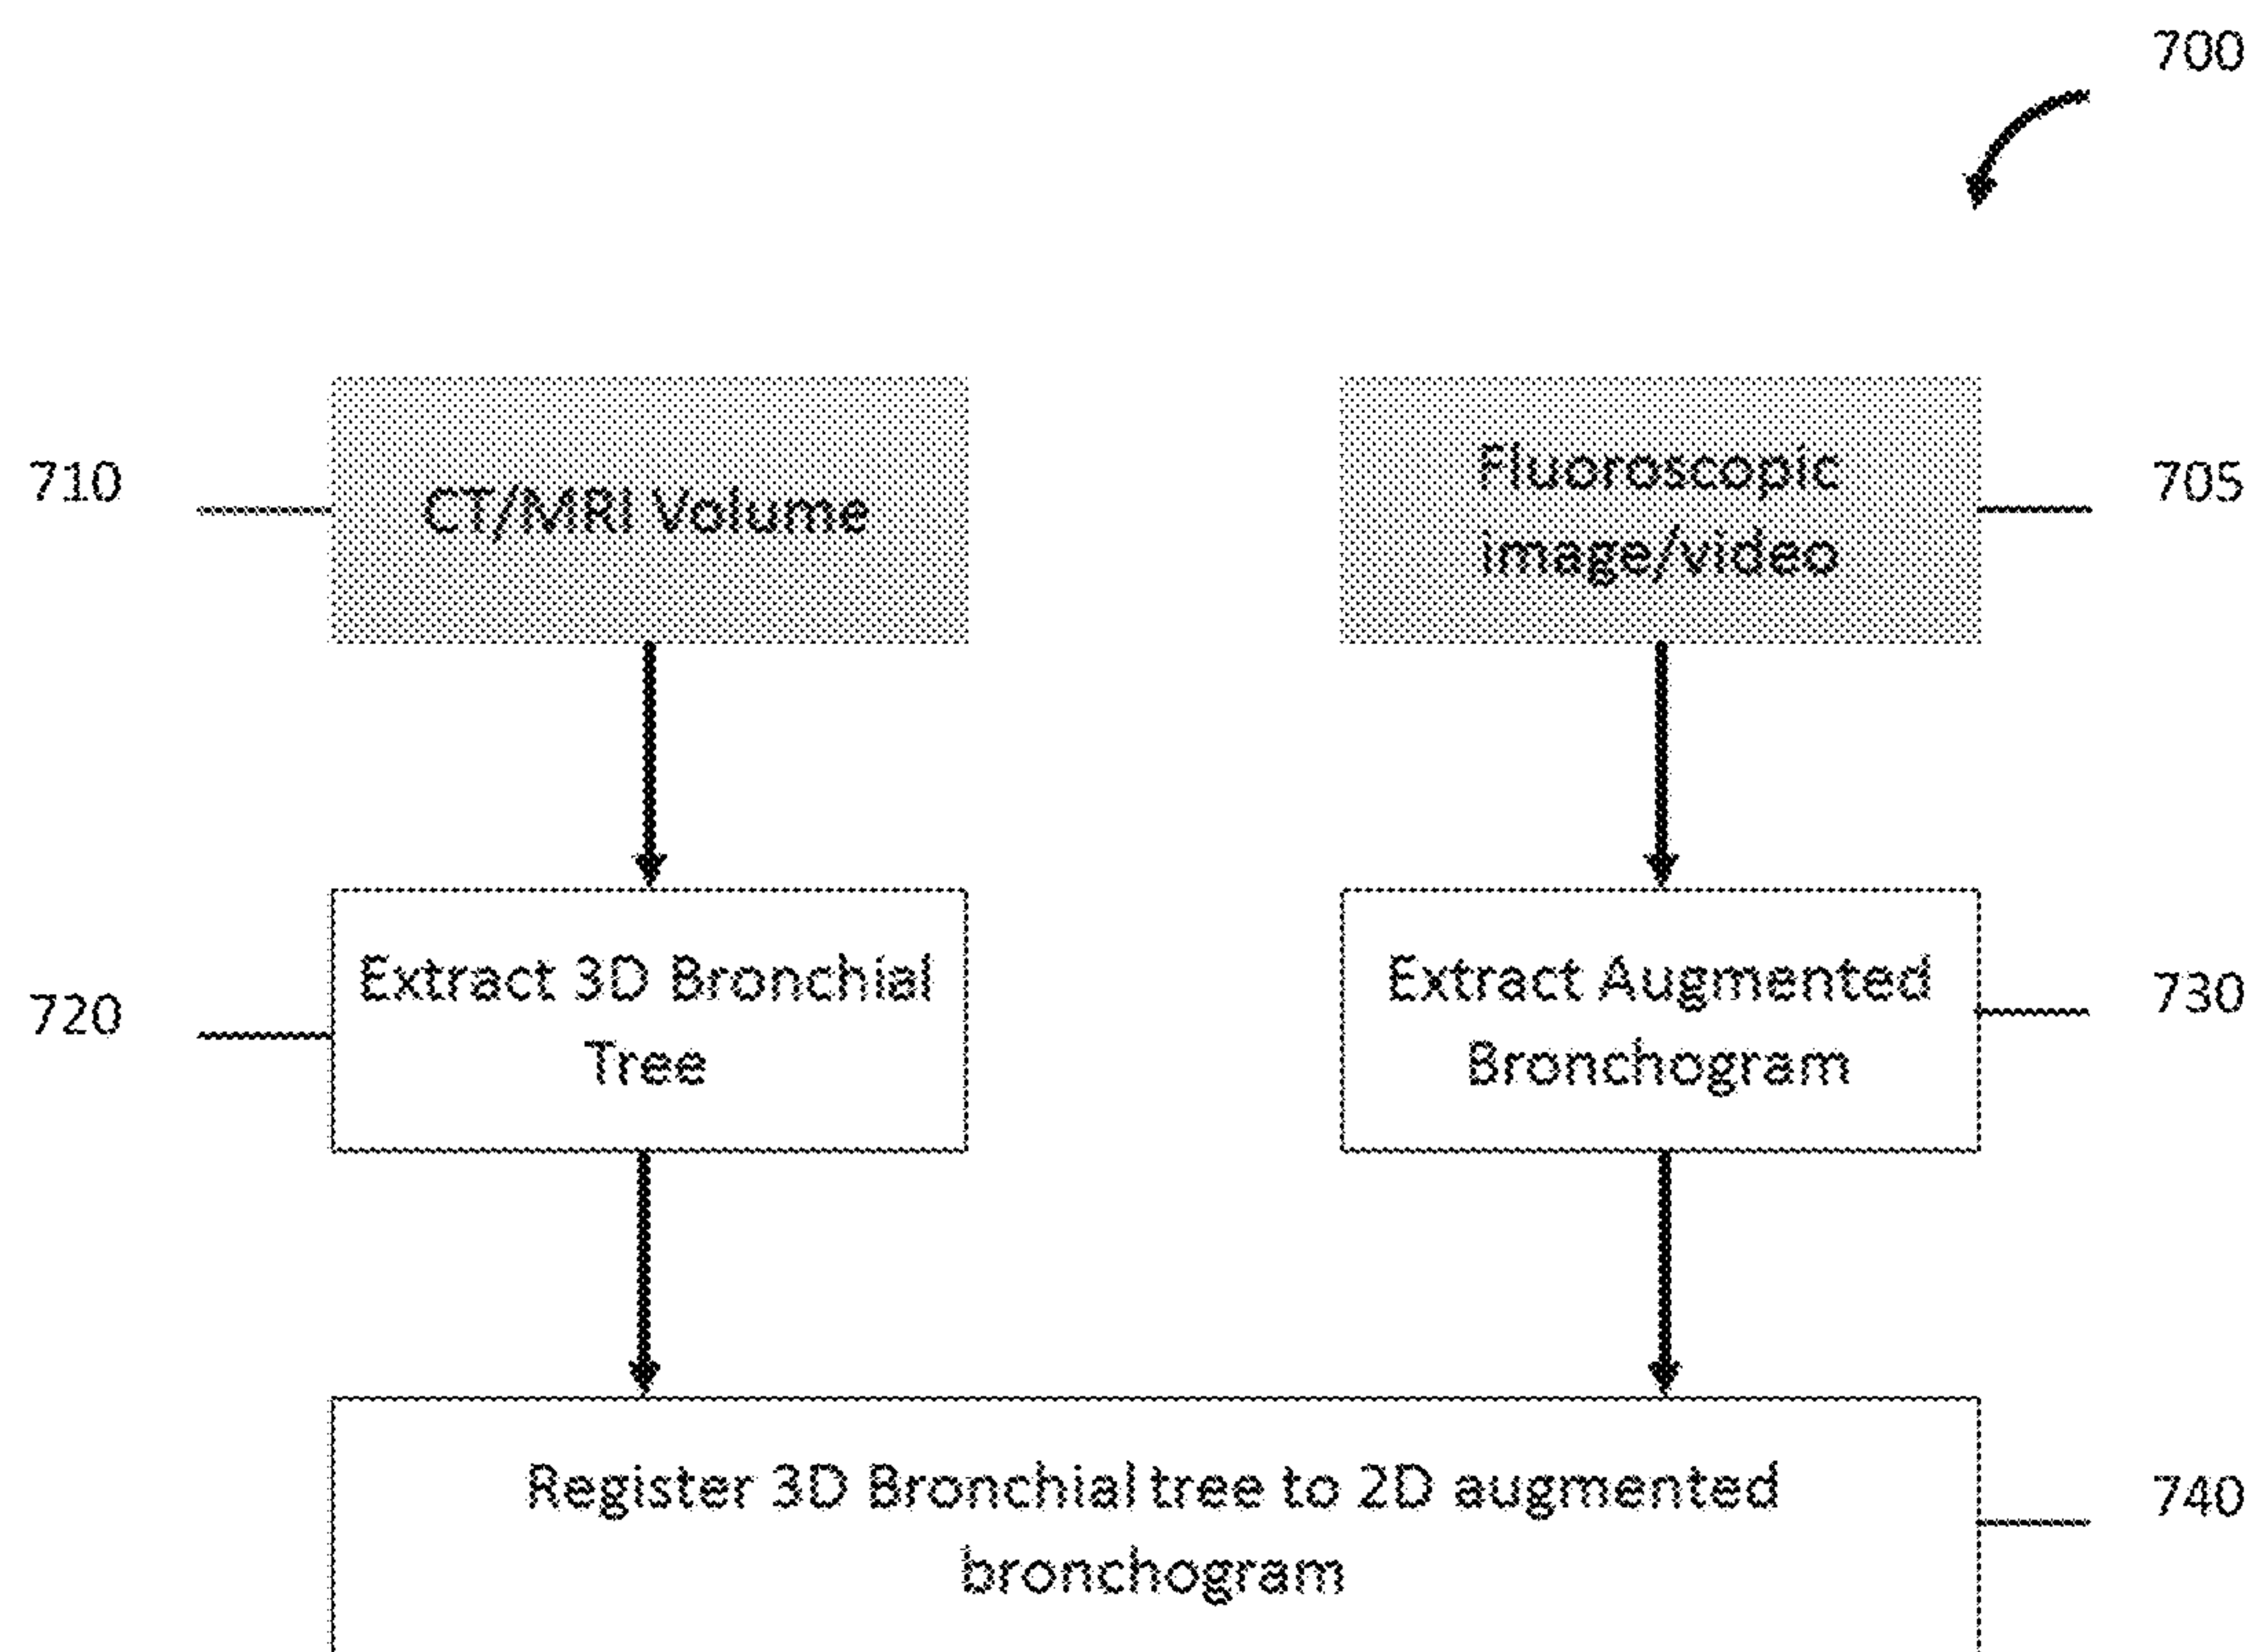 700
710
CT/MRI Volume
Fluoroscopic
image/video
705
720
Extract 3D Bronchial
Tree
Extract Augmented
Bronchogram
730
Register 3D Bronchial tree to 2D augmented
bronchogram
740